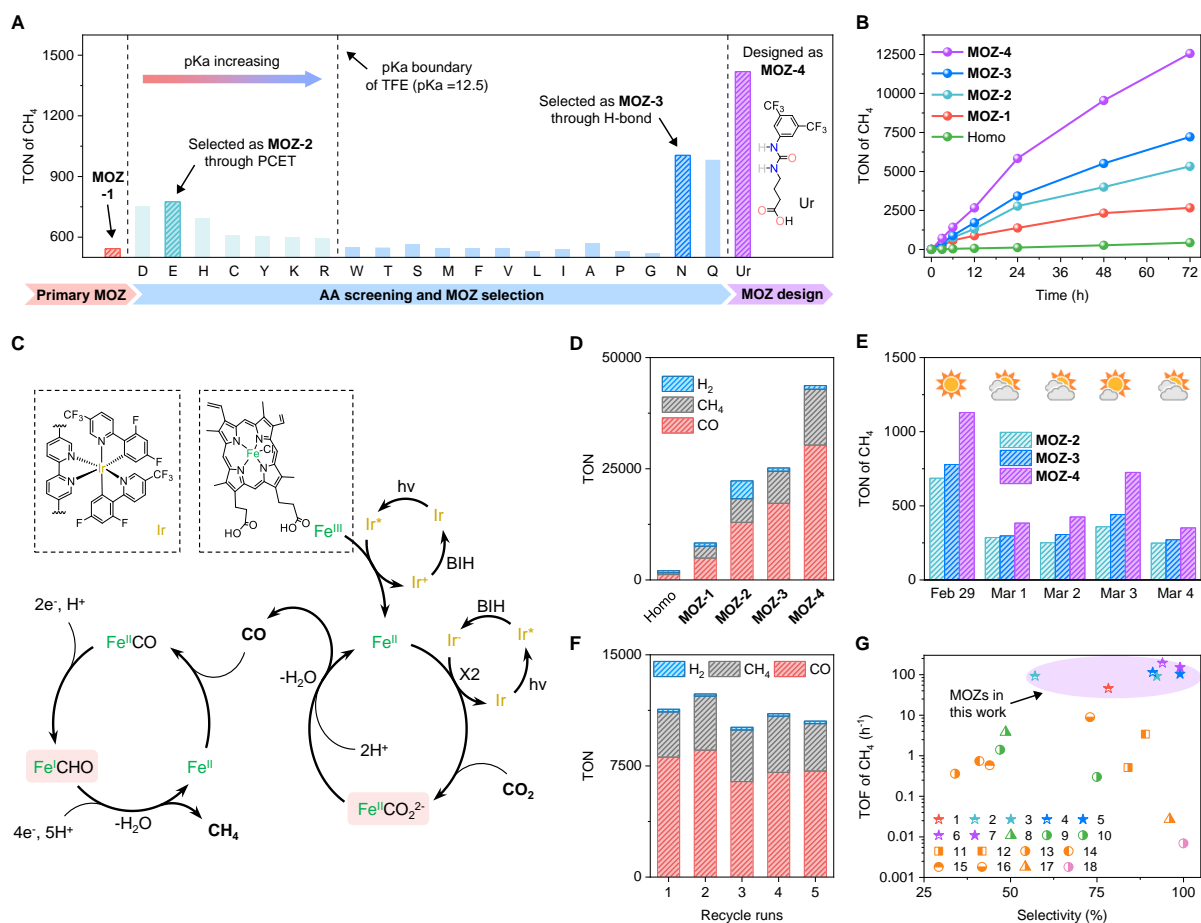 A
TON of CH₄
1500
1200
900
600
pKa increasing
pKa boundary
of TFE (pKa =12.5)
Designed as
MOZ-4
Selected as MOZ-2
through PCET
Selected as MOZ-3
through H-bond
MOZ
-1
CF₃
CF₃
H
N
O
H
N
O
OH
Ur
D E H C Y K R W T S M F V L I A P G N Q Ur
Primary MOZ
AA screening and MOZ selection
MOZ design
B
TON of CH₄
12500
10000
7500
5000
2500
0
MOZ-4
MOZ-3
MOZ-2
MOZ-1
Homo
0 12 24 36 48 60 72
Time (h)
C
CF₃
F
N
N
Ir
N
F
CF₃
N
F
F
Ir
N
N
Fe
Cl
N
N
O
OH
HO
O
Feᴵᴵᴵ
hv
Ir*
Ir
BIH
Ir⁺
2e⁻, H⁺
FeᴵᴵCO
CO
-H₂O
Feᴵᴵ
BIH
Ir⁻
Ir*
X2
hv
Ir
FeᴵCHO
Feᴵᴵ
2H⁺
4e⁻, 5H⁺
-H₂O
CH₄
FeᴵᴵCO₂²⁻
CO₂
D
TON
50000
25000
0
H₂
CH₄
CO
Homo
MOZ-1
MOZ-2
MOZ-3
MOZ-4
E
TON of CH₄
1500
1000
500
0
MOZ-2
MOZ-3
MOZ-4
Feb 29 Mar 1 Mar 2 Mar 3 Mar 4
F
TON
15000
7500
0
H₂ CH₄ CO
1 2 3 4 5
Recycle runs
G
TOF of CH₄ (h⁻¹)
100
10
1
0.1
0.01
0.001
MOZs in
this work
1 2 3 4 5
6 7 8 9 10
11 12 13 14
15 16 17 18
25 50 75 100
Selectivity (%)